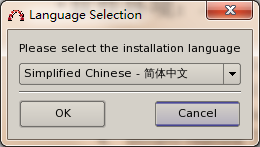 Language Selection
Please select the installation language
Simplified Chinese - 简体中文
OK
Cancel